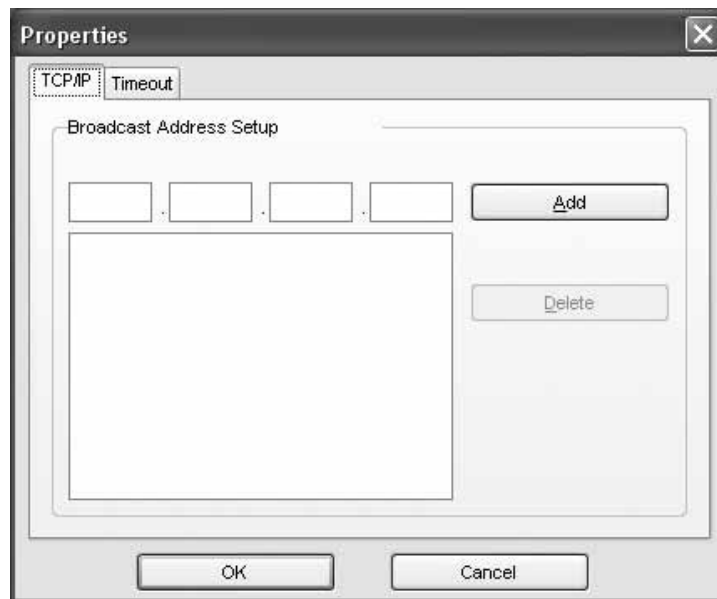 Properties
TCP/IP Timeout
Broadcast Address Setup
. . . Add
Delete
OK Cancel